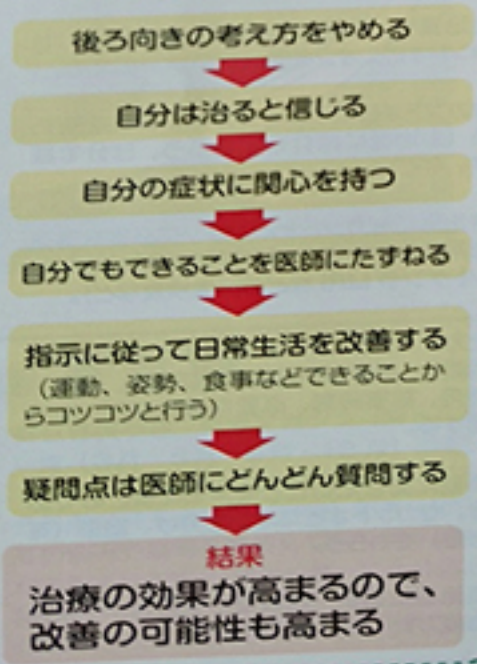 後ろ向きの考え方をやめる
自分は治ると信じる
自分の症状に関心を持つ
自分でもできることを医師にたずねる
指示に従って日常生活を改善する
（運動、姿勢、食事などできることか
らコツコツと行う）
疑問点は医師にどんどん質問する
結果
治療の効果が高まるので、
改善の可能性も高まる